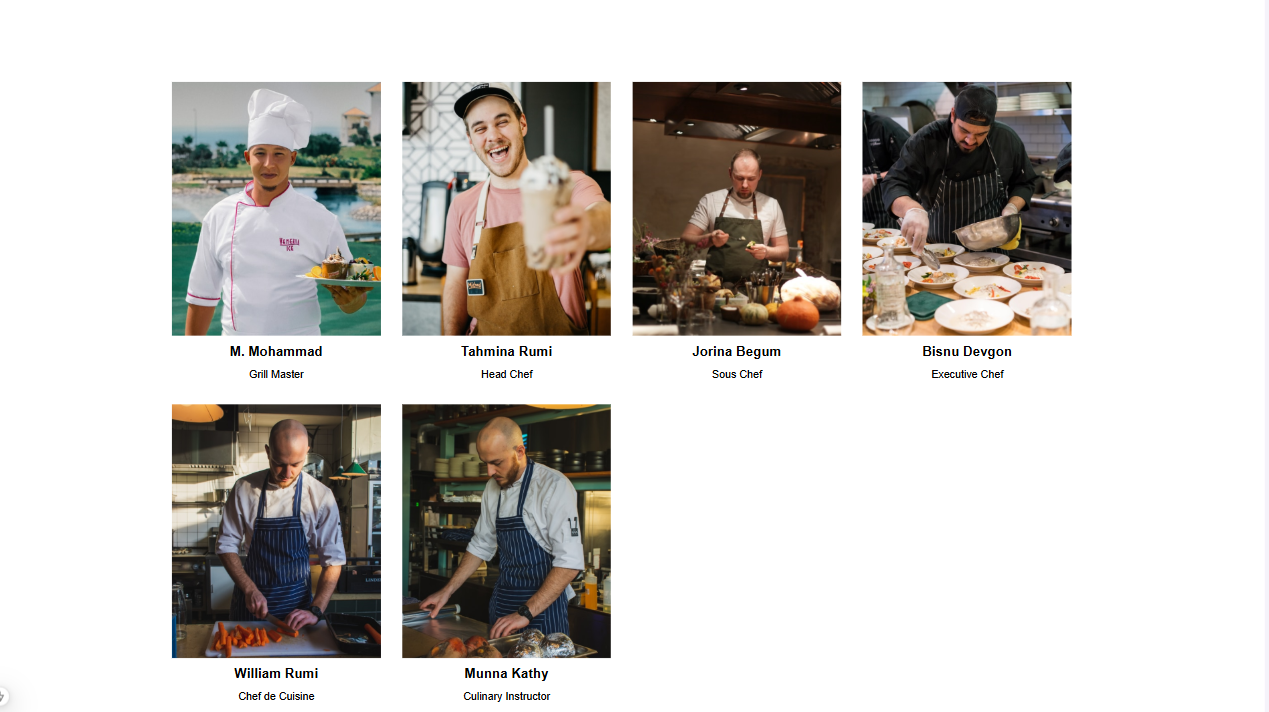 M. Mohammad
Grill Master
Tahmina Rumi
Head Chef
Jorina Begum
Sous Chef
Bisnu Devgon
Executive Chef
William Rumi
Chef de Cuisine
Munna Kathy
Culinary Instructor